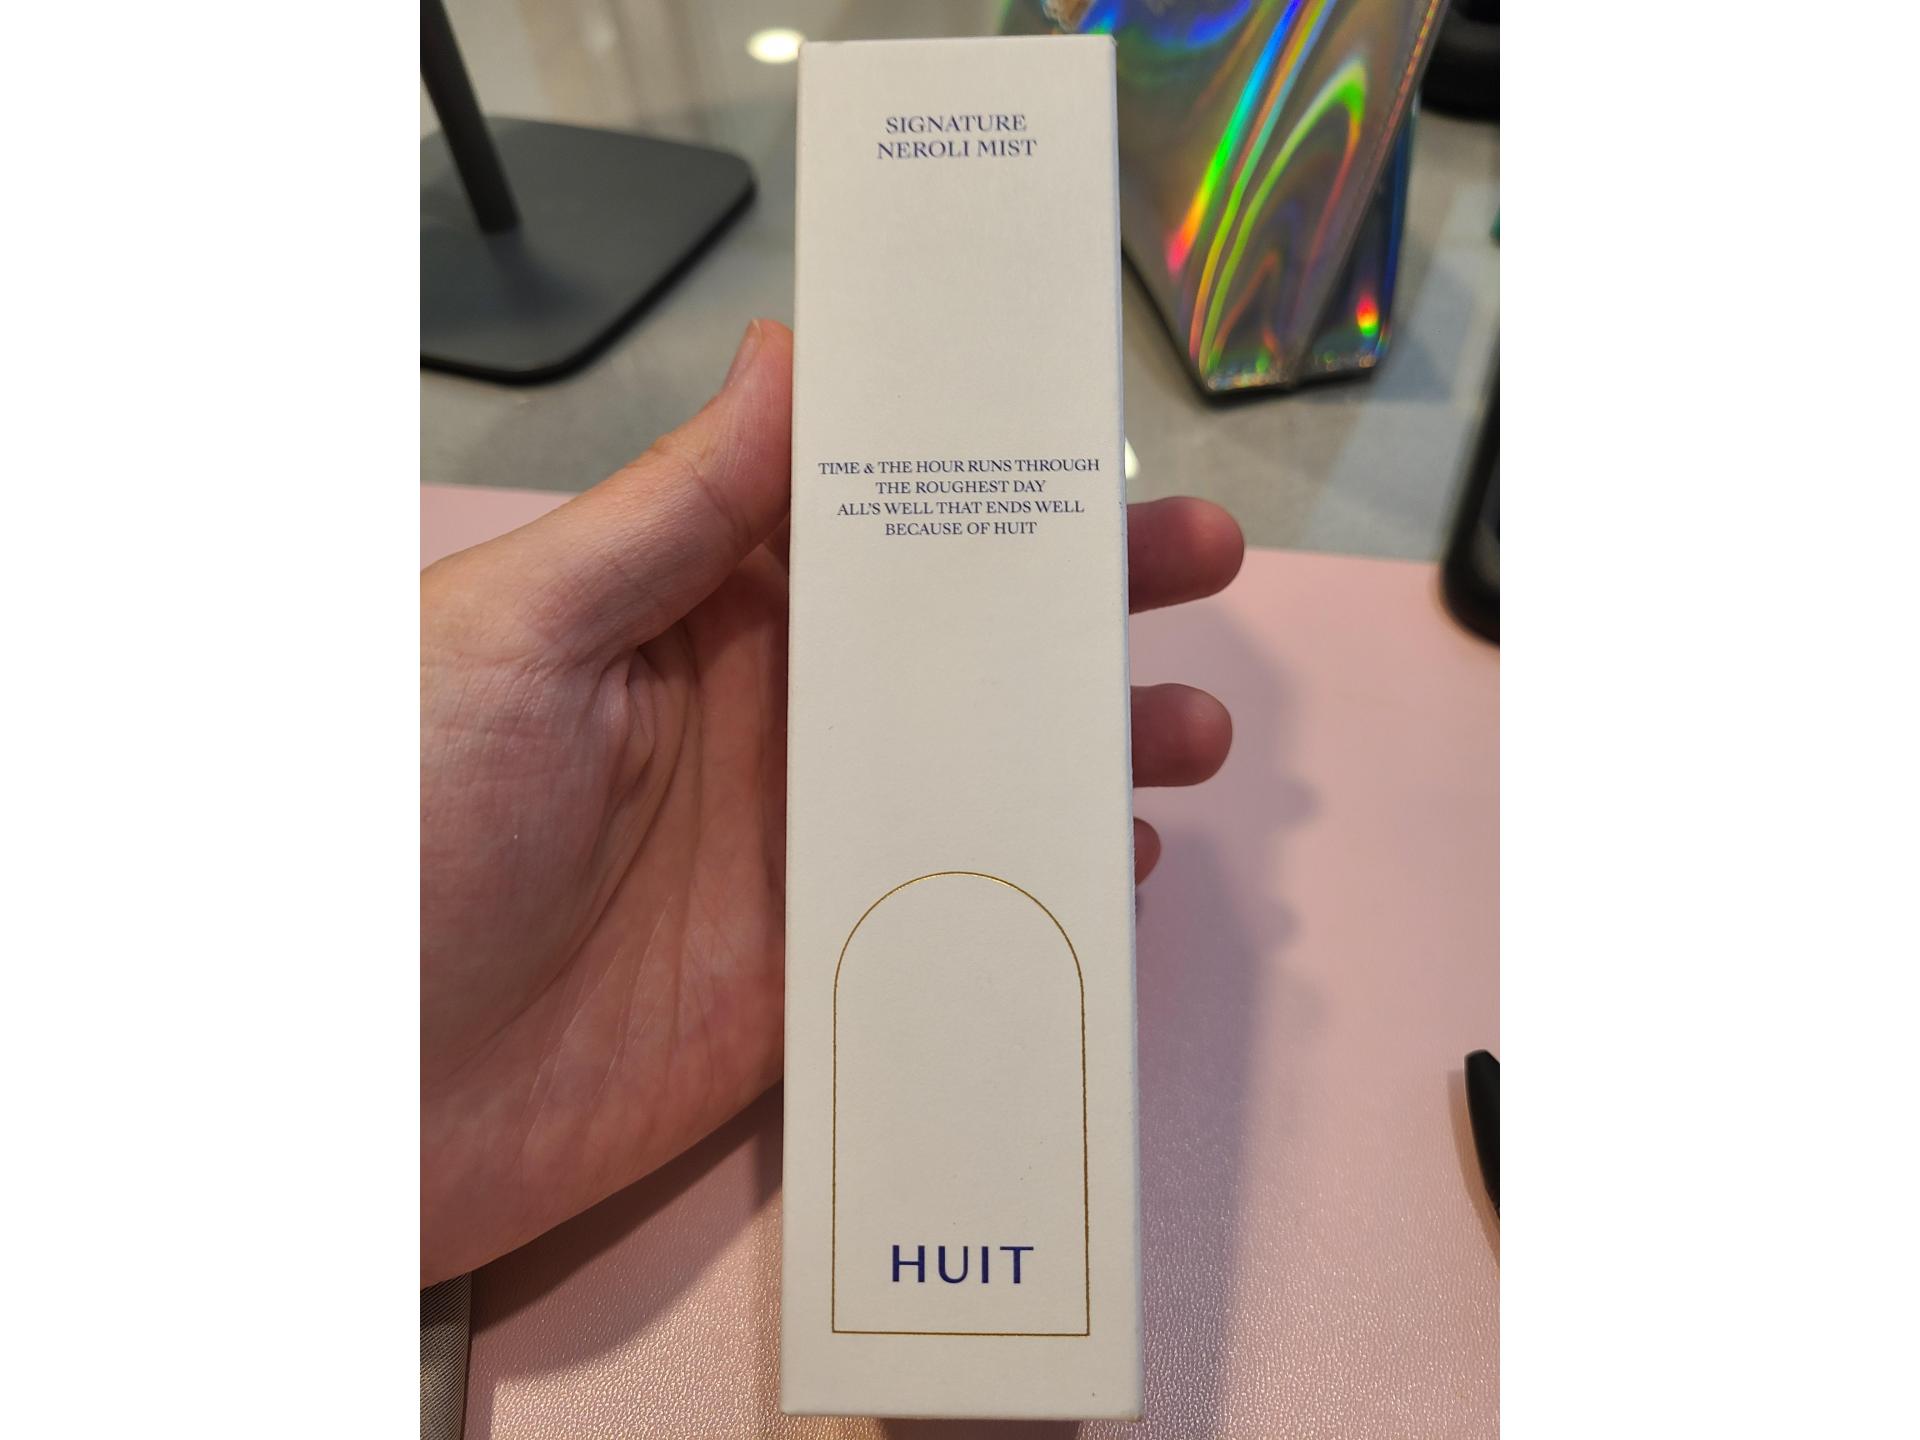 SIGNATURE
NEROLI MIST
TIME & THE HOUR RUNS THROUGH
THE ROUGHEST DAY
ALL'S WELL THAT ENDS WELL
BECAUSE OF HUIT
HUIT